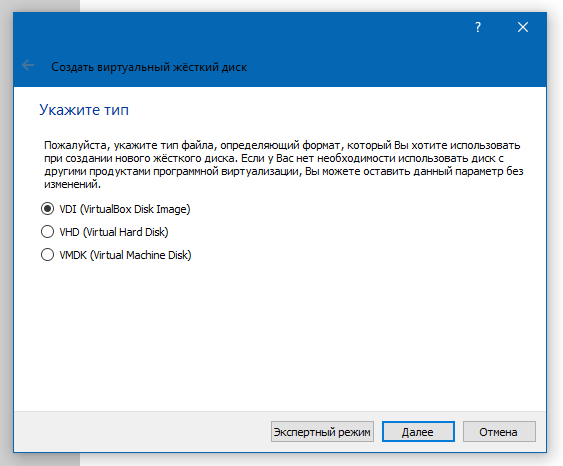 ?
Создать виртуальный жёсткий диск
Укажите тип
Пожалуйста, укажите тип файла, определяющий формат, который Вы хотите использовать
при создании нового жёсткого диска. Если у Вас нет необходимости использовать диск с
другими продуктами программной виртуализации, Вы можете оставить данный параметр без
изменений.
VDI (VirtualBox Disk Image)
VHD (Virtual Hard Disk)
VMDK (Virtual Machine Disk)
Экспертный режим Далее Отмена